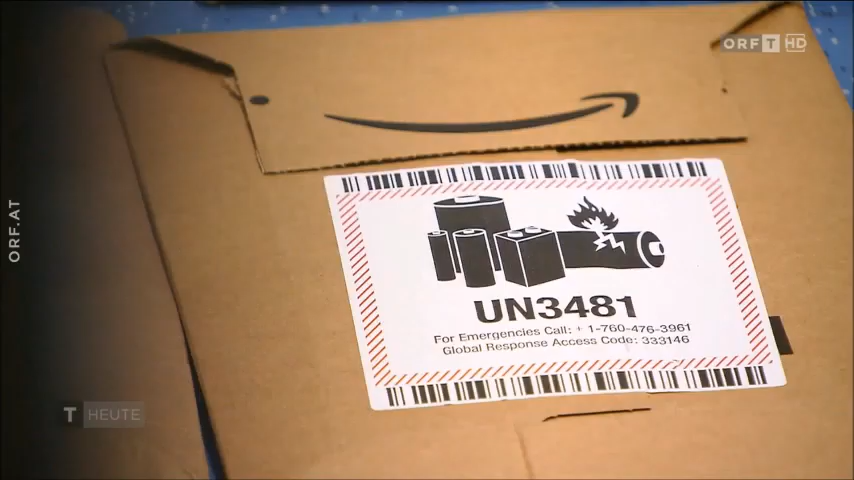 ORF T HD
UN3481
For Emergencies Call: + 1-760-476-3961
Global Response Access Code: 333146
ORF.AT
T HEUTE